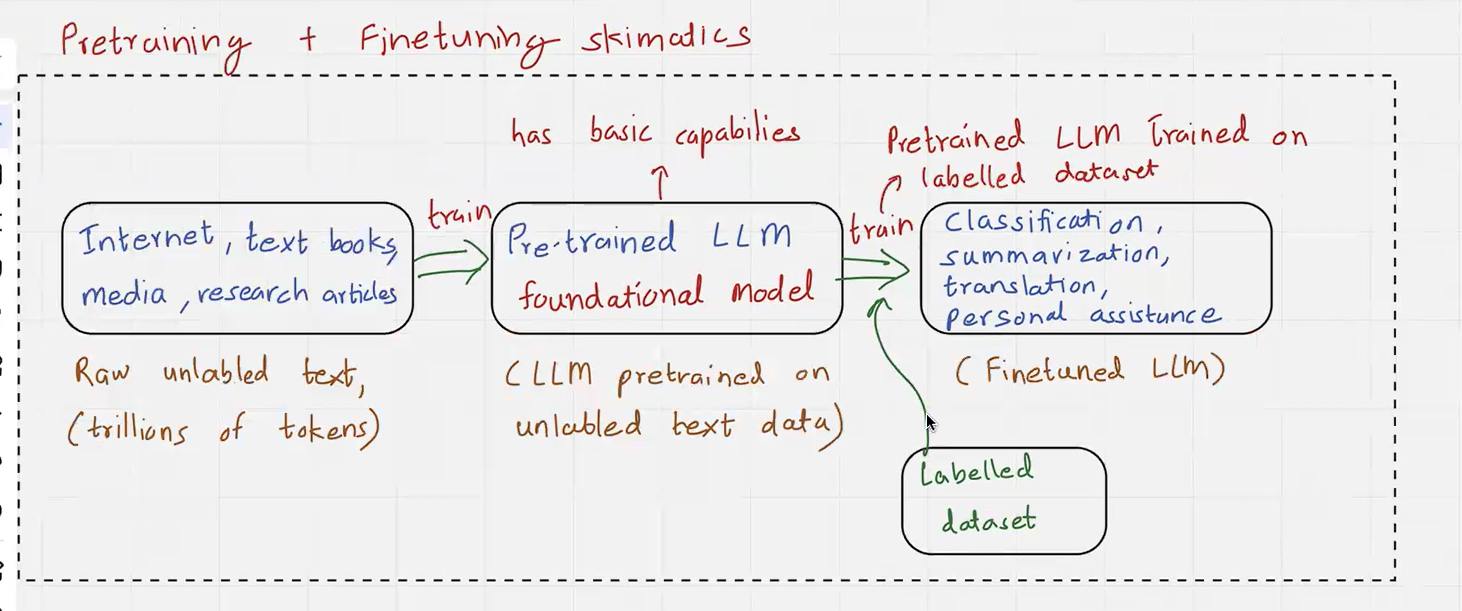 Pretraining + Finetuning skimatics
has basic capabilies
Pretrained LLM trained on
labelled dataset
train
train
Internet, text books,
media, research articles
Pre-trained LLM
foundational model
Classification,
summarization,
translation,
personal assistunce
Raw unlabled text,
(trillions of tokens)
(LLM pretrained on
unlabled text data)
(Finetuned LLM)
Labelled
dataset